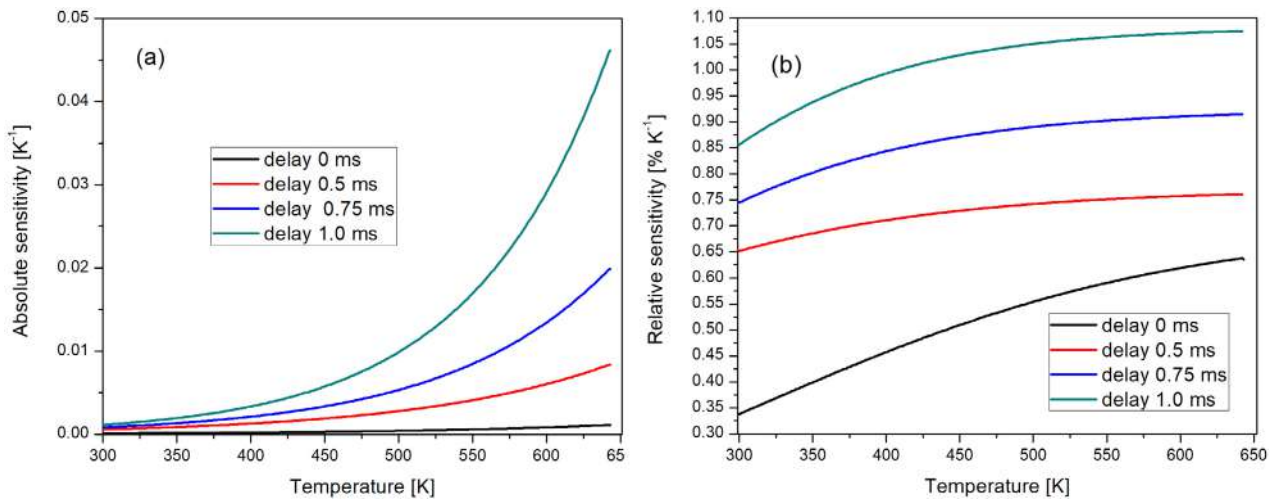 (a)
Absolute sensitivity [K⁻¹]
0.05
0.04
0.03
0.02
0.01
0.00
delay 0 ms
delay 0.5 ms
delay 0.75 ms
delay 1.0 ms
300 350 400 450 500 550 600 65
Temperature [K]
(b)
Relative sensitivity [% K⁻¹]
1.10
1.05
1.00
0.95
0.90
0.85
0.80
0.75
0.70
0.65
0.60
0.55
0.50
0.45
0.40
0.35
0.30
delay 0 ms
delay 0.5 ms
delay 0.75 ms
delay 1.0 ms
300 350 400 450 500 550 600 650
Temperature [K]